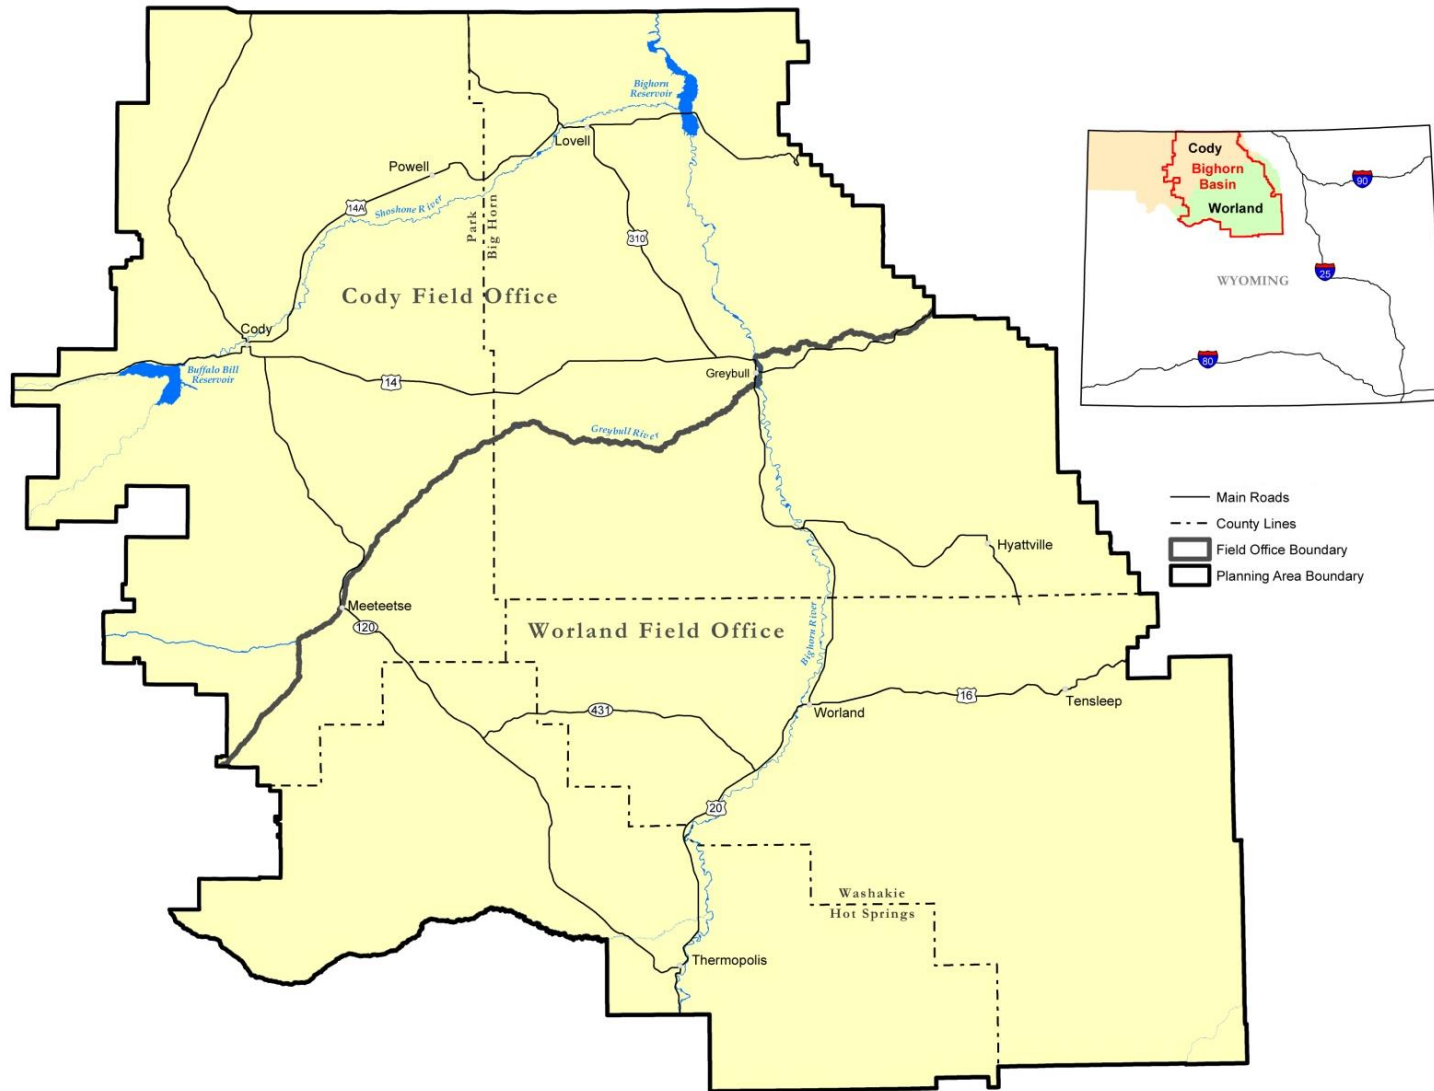 Bighorn
Reservoir
Lovell
Powell
14A
Shoshone River
Park
Big Horn
310
Cody Field Office
Cody
Buffalo Bill
Reservoir
14
Greybull
Greybull River
Hyattville
Meeteetse
120
Worland Field Office
Bighorn River
431
Worland
16
Tensleep
20
Washakie
Hot Springs
Thermopolis
Cody
Bighorn
Basin
Worland
90
WYOMING
25
80
Main Roads
County Lines
Field Office Boundary
Planning Area Boundary